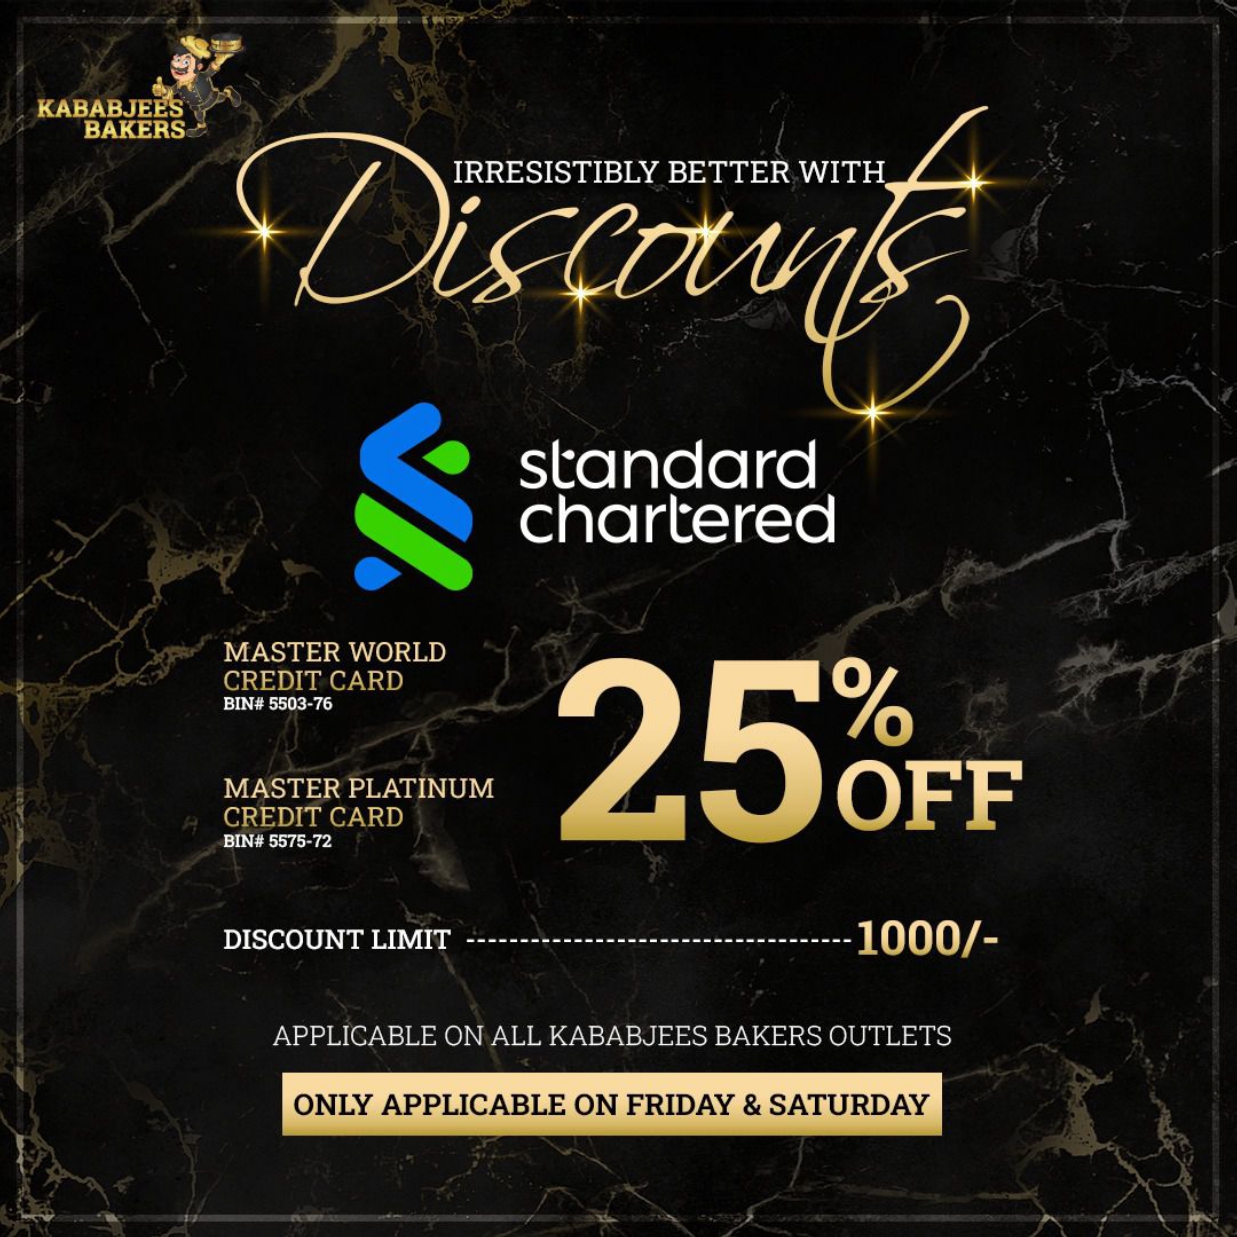 KABABJEES
BAKERS
IRRESISTIBLY BETTER WITH
Discounts
standard
chartered
MASTER WORLD
CREDIT CARD
BIN# 5503-76
MASTER PLATINUM
CREDIT CARD
BIN# 5575-72
25%
OFF
DISCOUNT LIMIT ------------------------------------ 1000/-
APPLICABLE ON ALL KABABJEES BAKERS OUTLETS
ONLY APPLICABLE ON FRIDAY & SATURDAY